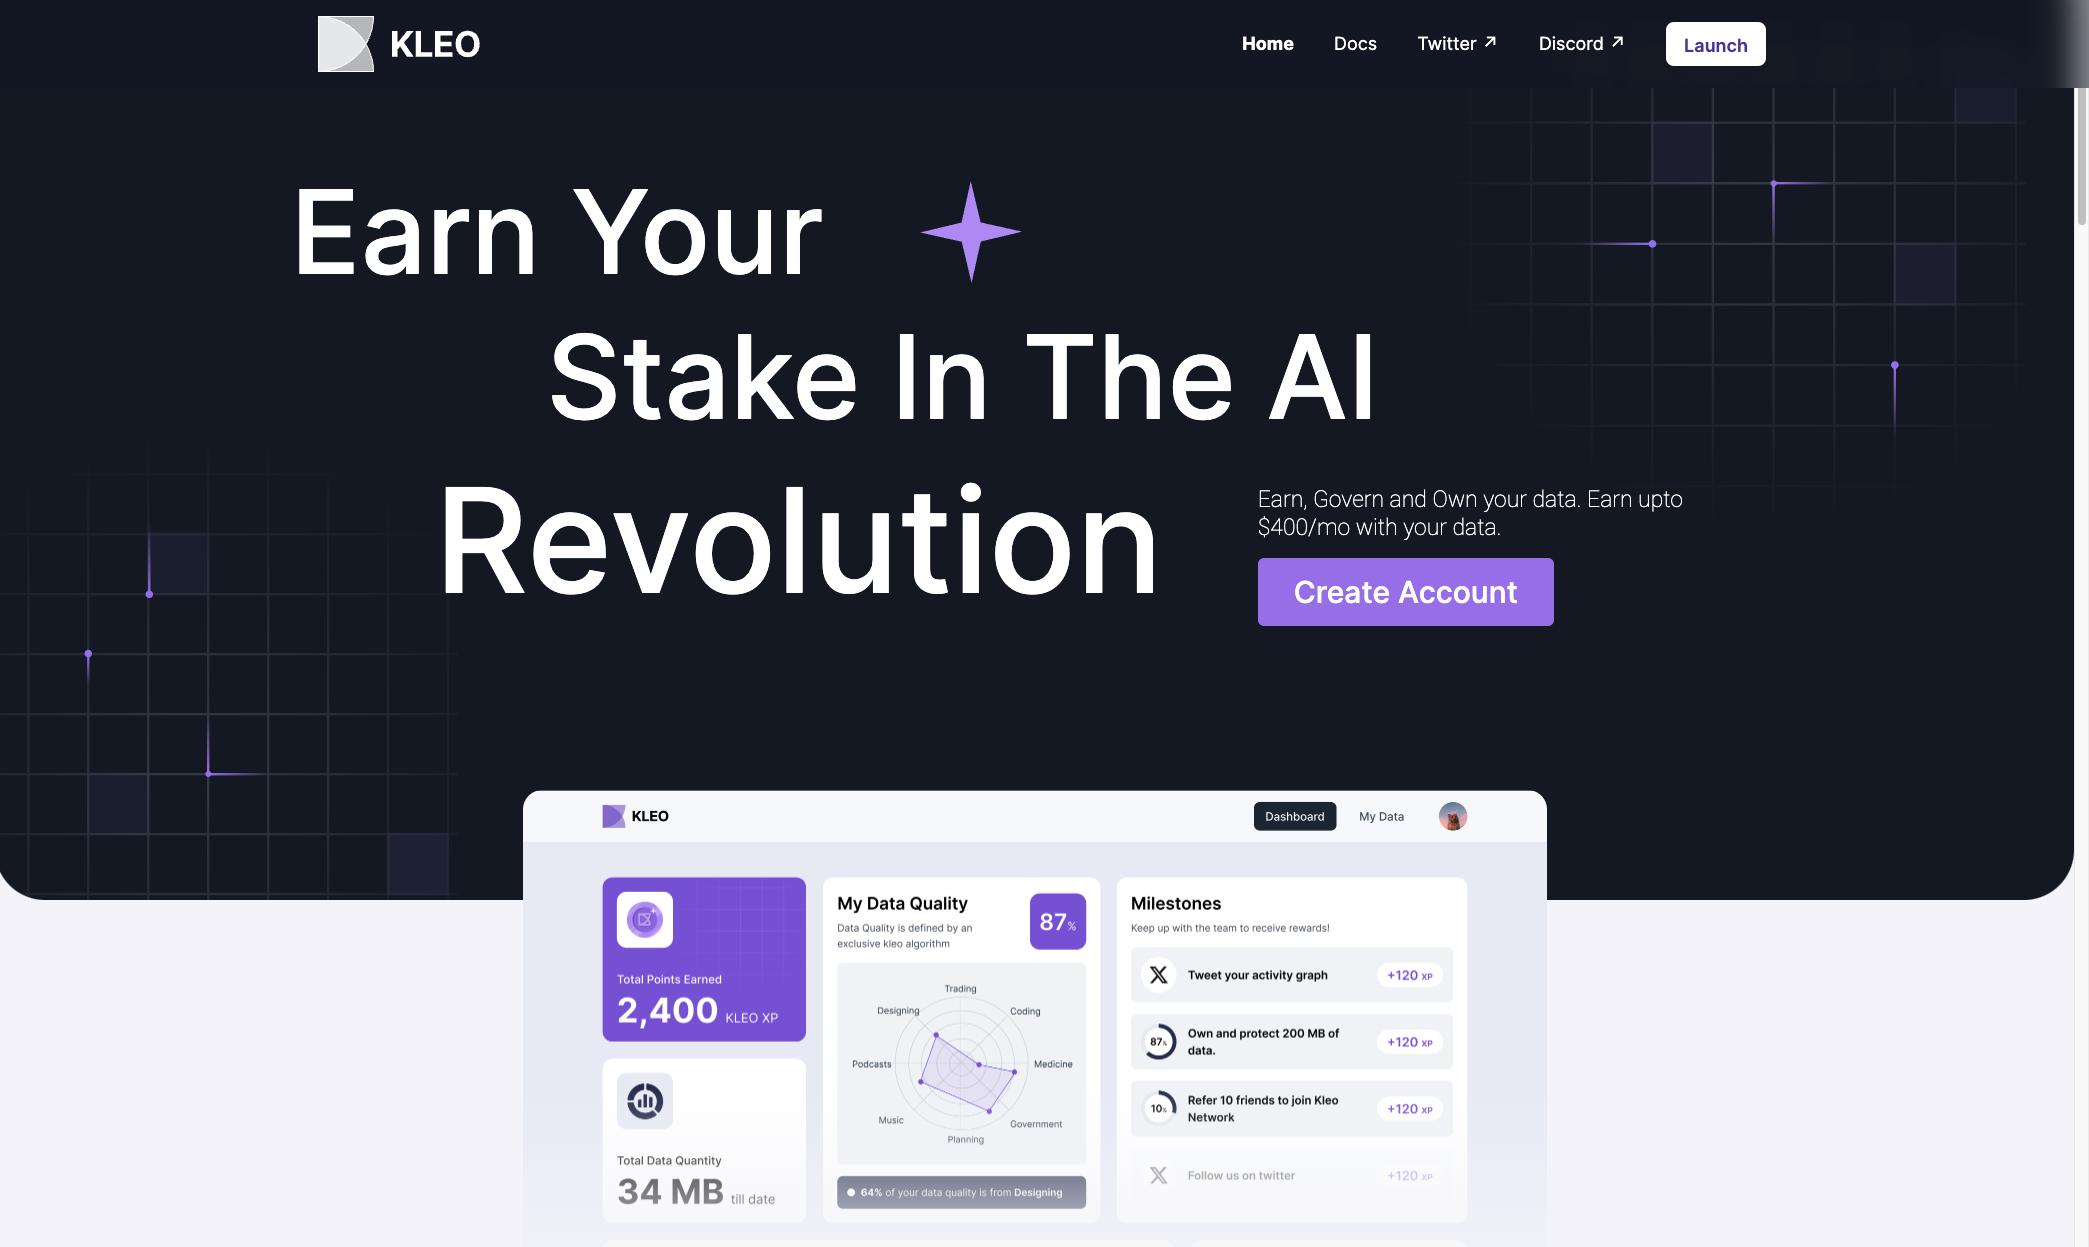 KLEO
Home Docs Twitter Discord Launch
Earn Your
Stake In The AI
Revolution
Earn, Govern and Own your data. Earn upto
$400/mo with your data.
Create Account
KLEO
Dashboard My Data
Total Points Earned
2,400 KLEO XP
Total Data Quantity
34 MB till date
My Data Quality
Data Quality is defined by an
exclusive kleo algorithm
87%
Trading
Designing
Coding
Podcasts
Medicine
Music
Government
Planning
64% of your data quality is from Designing
Milestones
Keep up with the team to receive rewards!
Tweet your activity graph +120 XP
87%
Own and protect 200 MB of
data.
+120 XP
10%
Refer 10 friends to join Kleo
Network
+120 XP
Follow us on twitter +120 XP